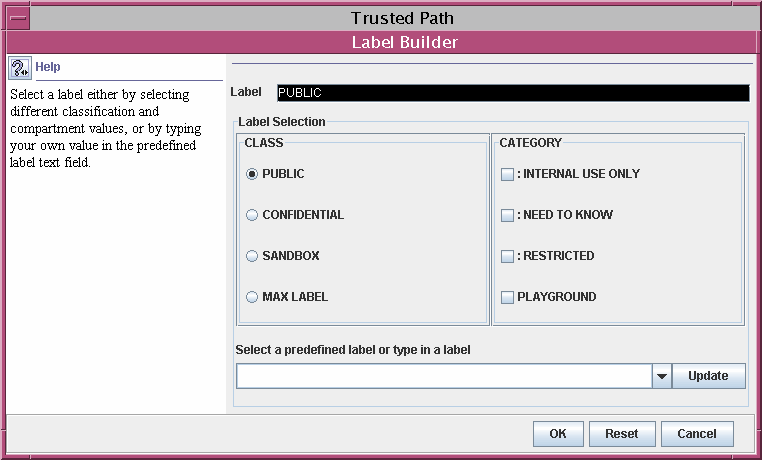 Trusted Path
Label Builder
Help
Select a label either by selecting
different classification and
compartment values, or by typing
your own value in the predefined
label text field.
Label PUBLIC
Label Selection
CLASS
PUBLIC
CONFIDENTIAL
SANDBOX
MAX LABEL
CATEGORY
: INTERNAL USE ONLY
: NEED TO KNOW
: RESTRICTED
PLAYGROUND
Select a predefined label or type in a label
Update
OK Reset Cancel